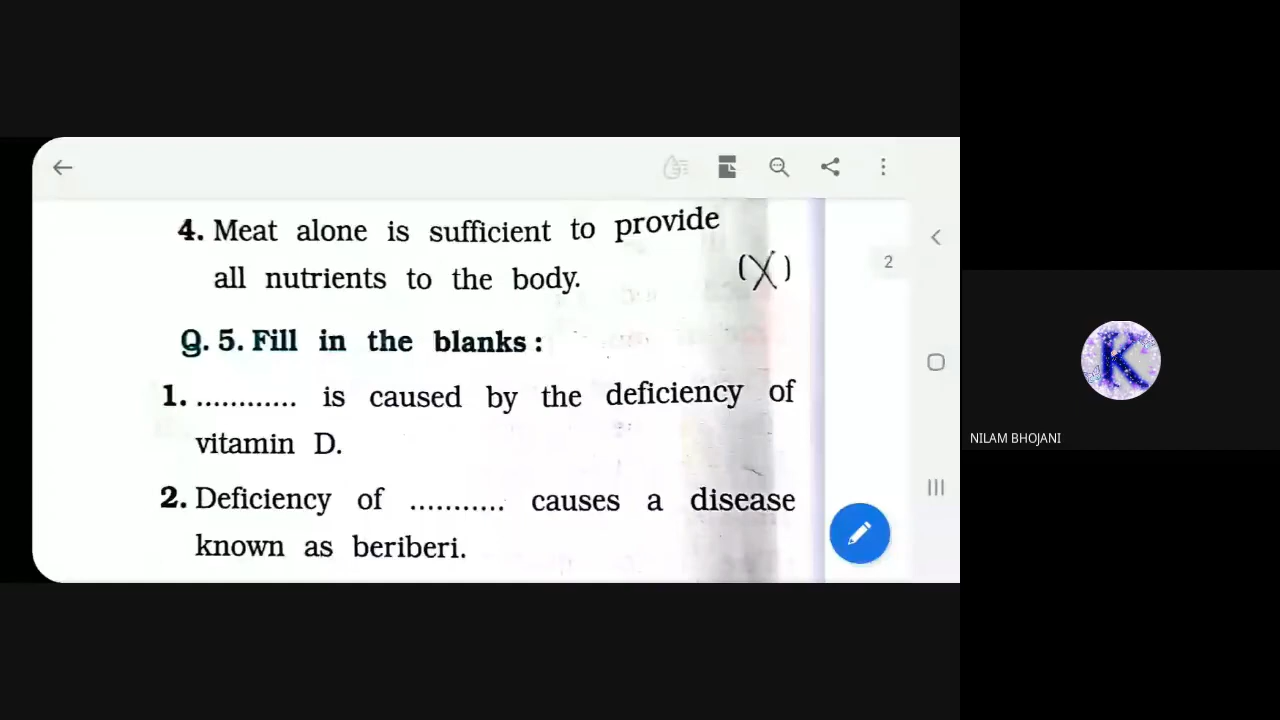 4. Meat alone is sufficient to provide
all nutrients to the body. (X)
2
Q. 5. Fill in the blanks :
1. ............ is caused by the deficiency of
vitamin D.
2. Deficiency of ........... causes a disease
known as beriberi.
K
NILAM BHOJANI